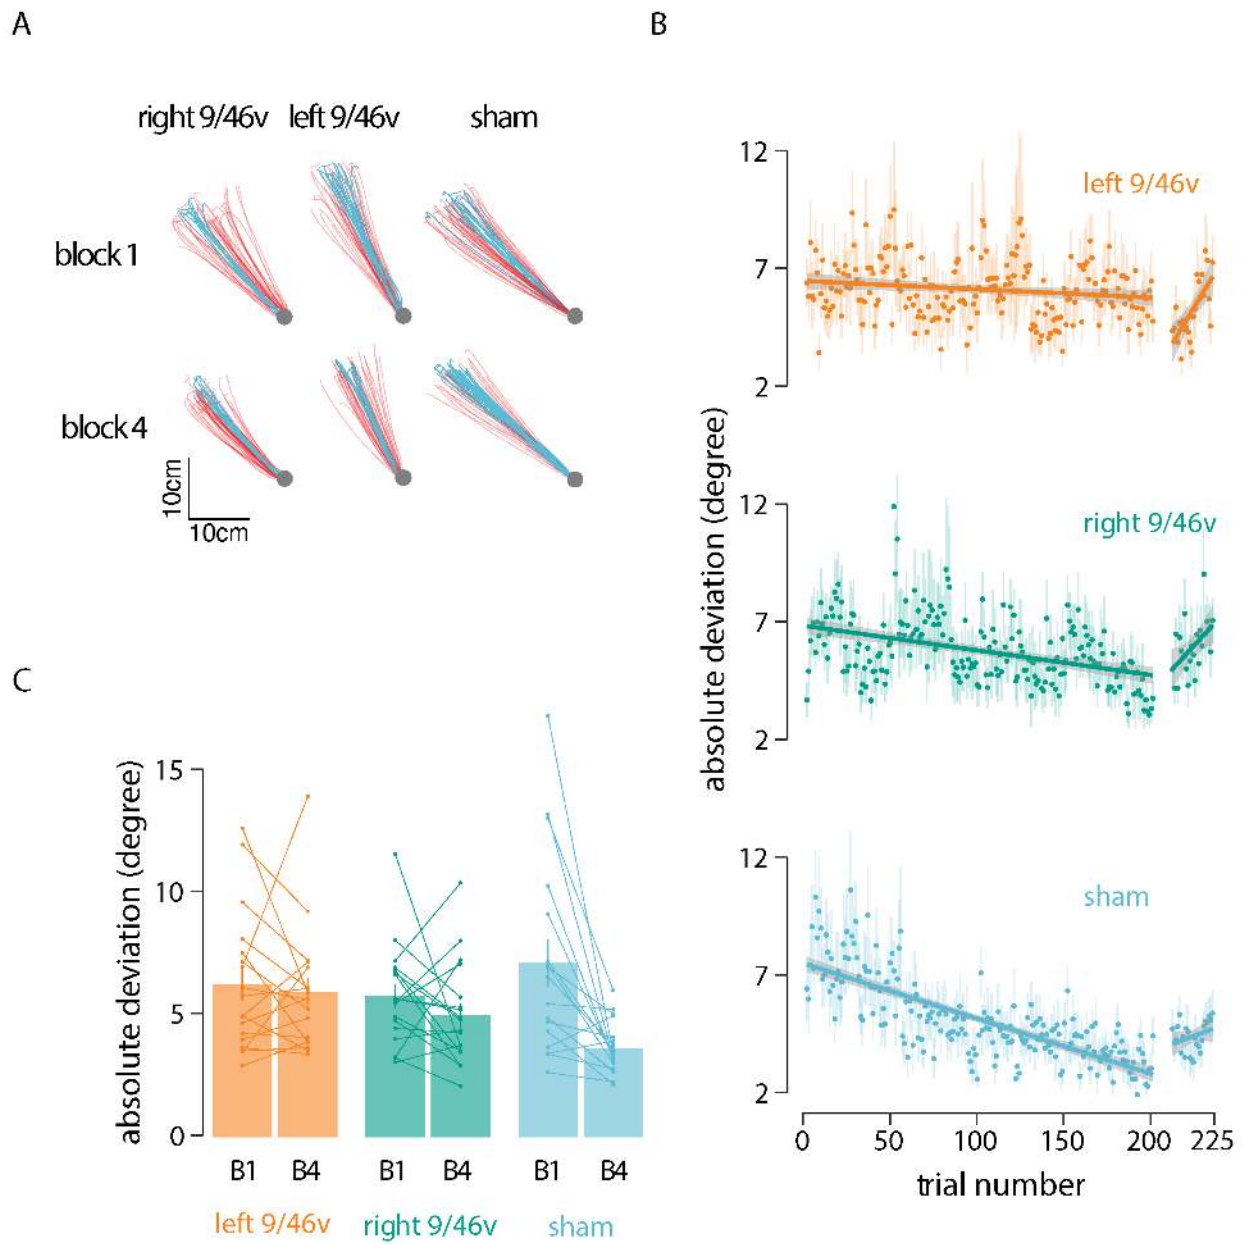 A
right 9/46v left 9/46v sham
block 1
block 4
10cm
10cm
B
absolute deviation (degree)
12
7
2
left 9/46v
12
7
2
right 9/46v
12
7
2
sham
0 50 100 150 200 225
trial number
C
absolute deviation (degree)
15
10
5
0
B1 B4 B1 B4 B1 B4
left 9/46v right 9/46v sham